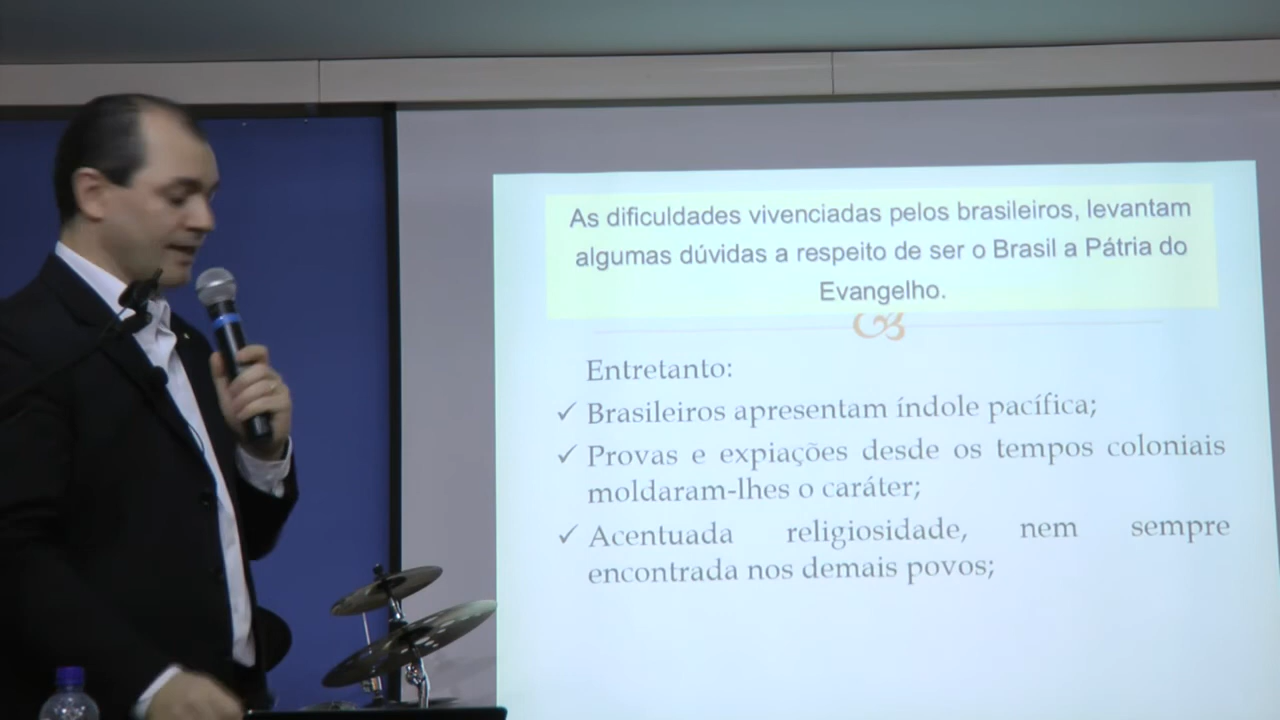 As dificuldades vivenciadas pelos brasileiros, levantam
algumas dúvidas a respeito de ser o Brasil a Pátria do
Evangelho.
Entretanto:
✓ Brasileiros apresentam índole pacífica;
✓ Provas e expiações desde os tempos coloniais
moldaram-lhes o caráter;
✓ Acentuada religiosidade, nem sempre
encontrada nos demais povos;